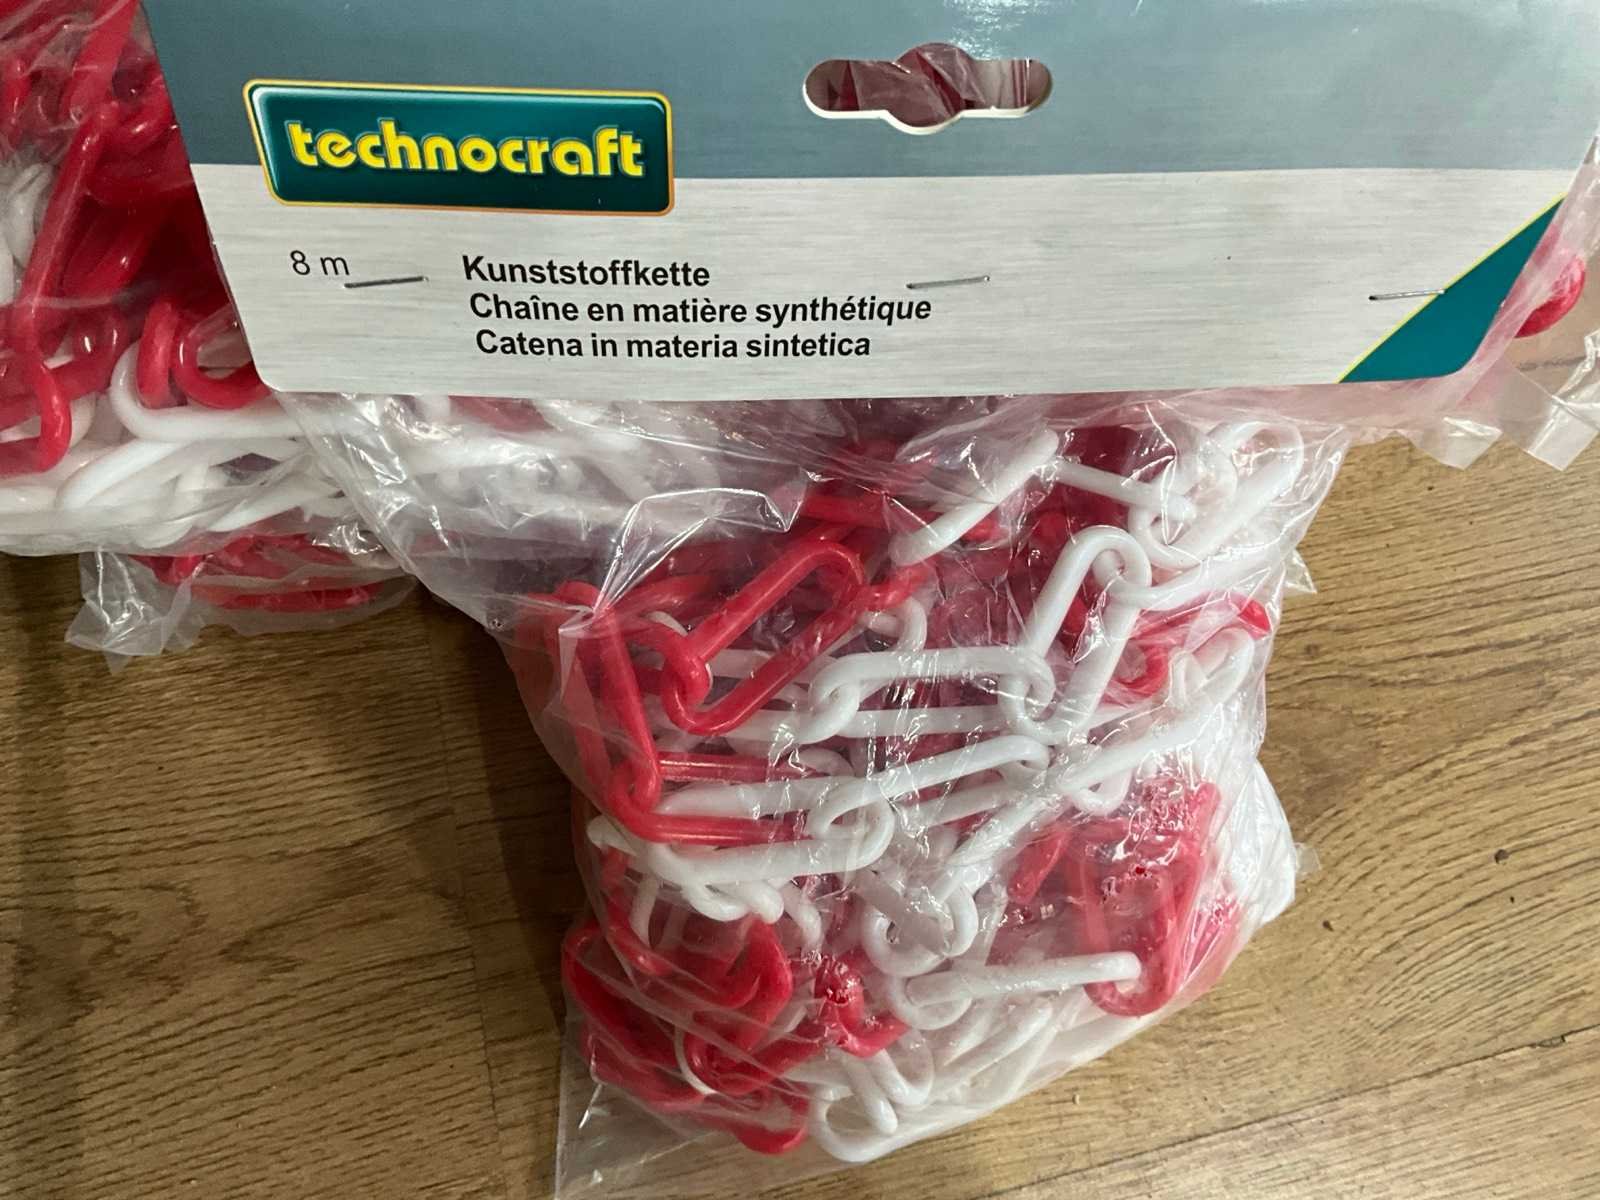 technocraft
8 m
Kunststoffkette
Chaîne en matière synthétique
Catena in materia sintetica